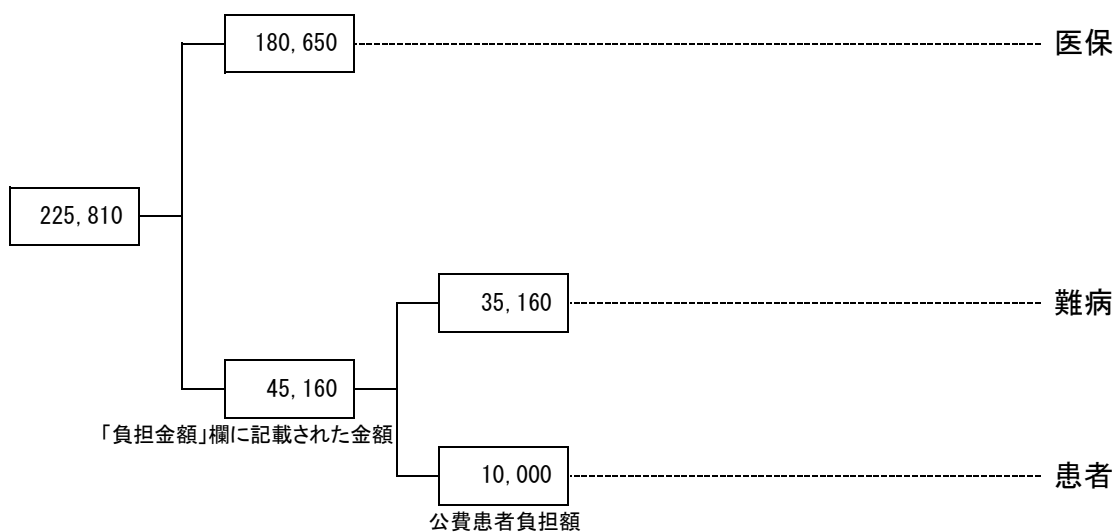 180,650
医保
225,810
35,160
難病
45,160
「負担金額」欄に記載された金額
10,000
患者
公費患者負担額